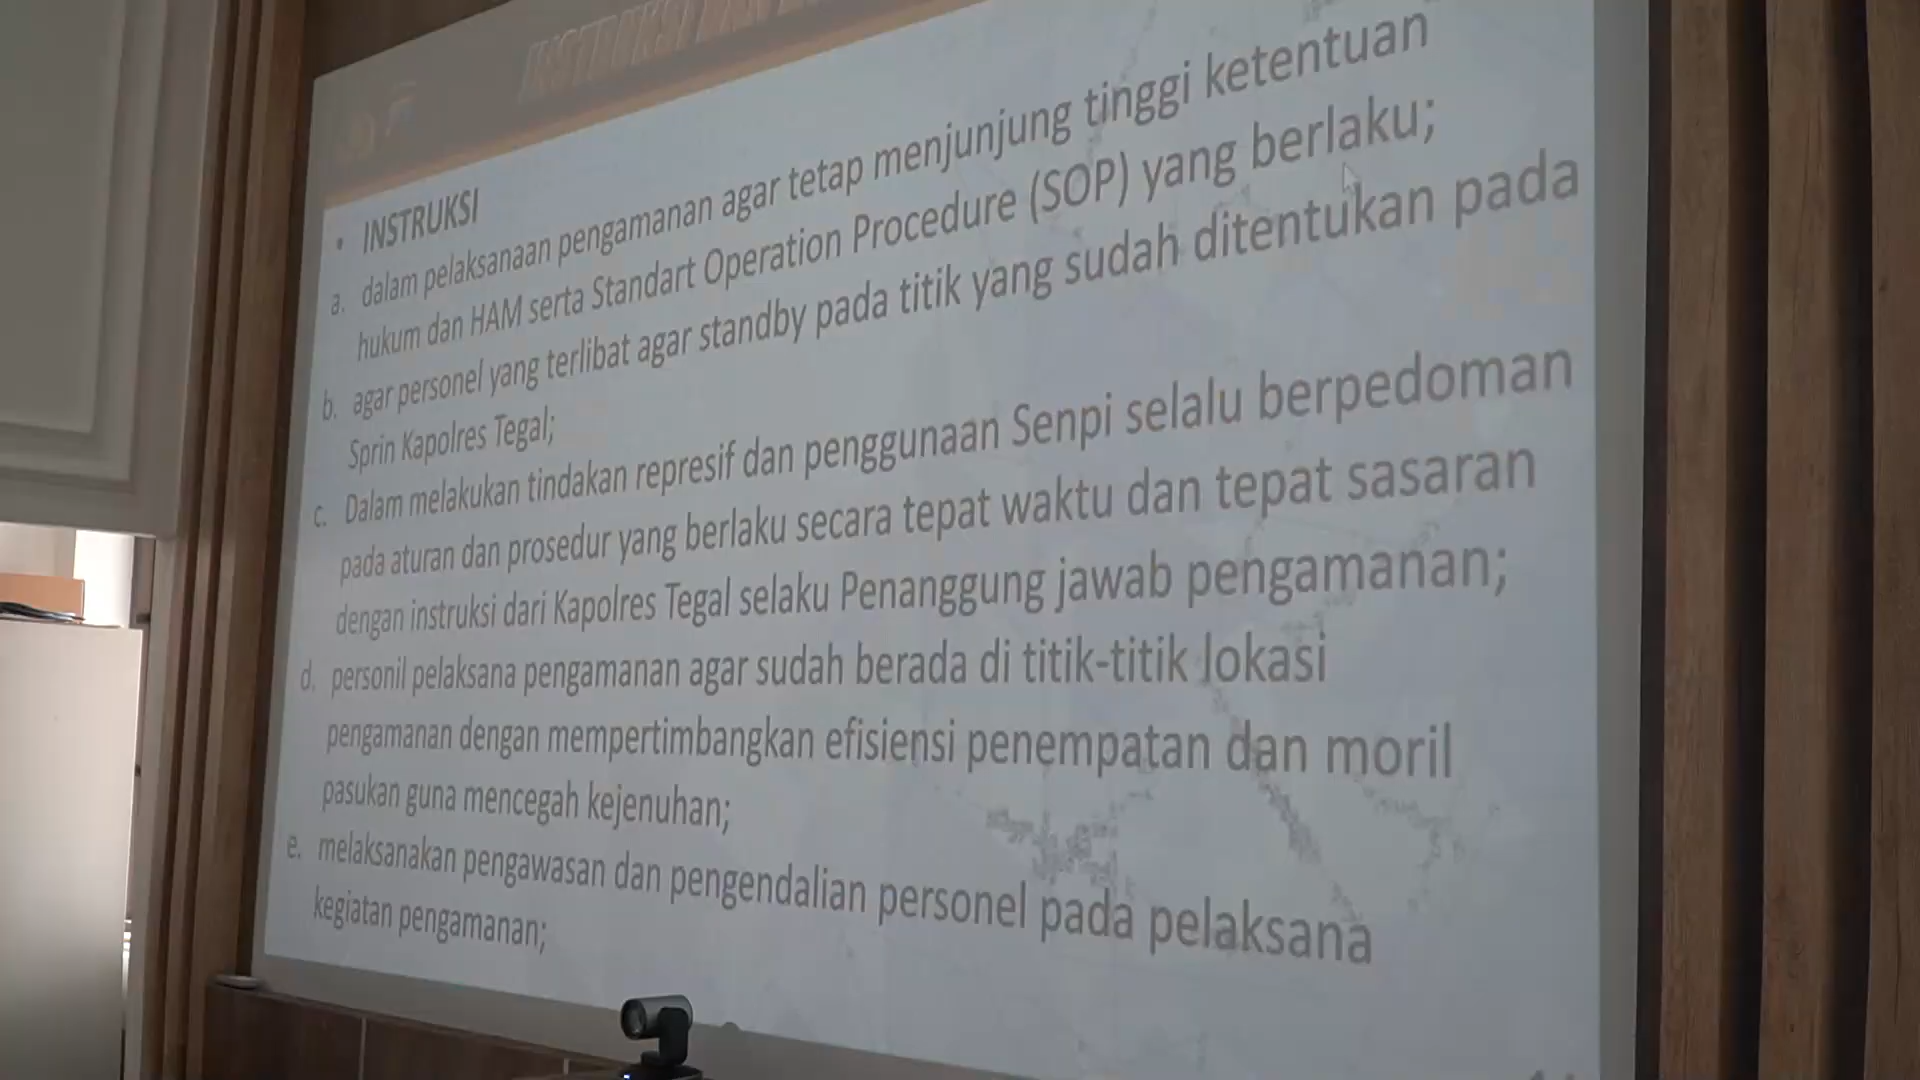 INSTRUKSI
• INSTRUKSI
a. dalam pelaksanaan pengamanan agar tetap menjunjung tinggi ketentuan
hukum dan HAM serta Standart Operation Procedure (SOP) yang berlaku;
b. agar personel yang terlibat agar standby pada titik yang sudah ditentukan pada
Sprin Kapolres Tegal;
c. Dalam melakukan tindakan represif dan penggunaan Senpi selalu berpedoman
pada aturan dan prosedur yang berlaku secara tepat waktu dan tepat sasaran
dengan instruksi dari Kapolres Tegal selaku Penanggung jawab pengamanan;
d. personil pelaksana pengamanan agar sudah berada di titik-titik lokasi
pengamanan dengan mempertimbangkan efisiensi penempatan dan moril
pasukan guna mencegah kejenuhan;
e. melaksanakan pengawasan dan pengendalian personel pada pelaksana
kegiatan pengamanan;